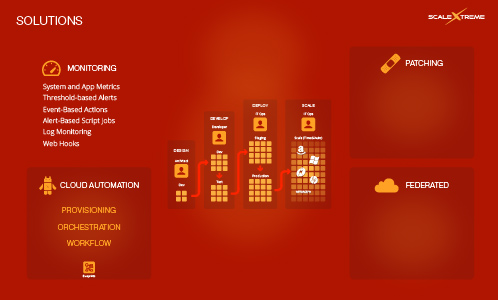 SOLUTIONS
SCALEXTREME
MONITORING
System and App Metrics
Threshold-based Alerts
Event-Based Actions
Alert-Based Script Jobs
Log Monitoring
Web Hooks
CLOUD AUTOMATION
PROVISIONING
ORCHESTRATION
WORKFLOW
DESIGN
Architect
Dev
DEVELOP
Developer
Dev
Test
DEPLOY
IT Ops
Staging
Production
SCALE
IT Ops
PATCHING
FEDERATED